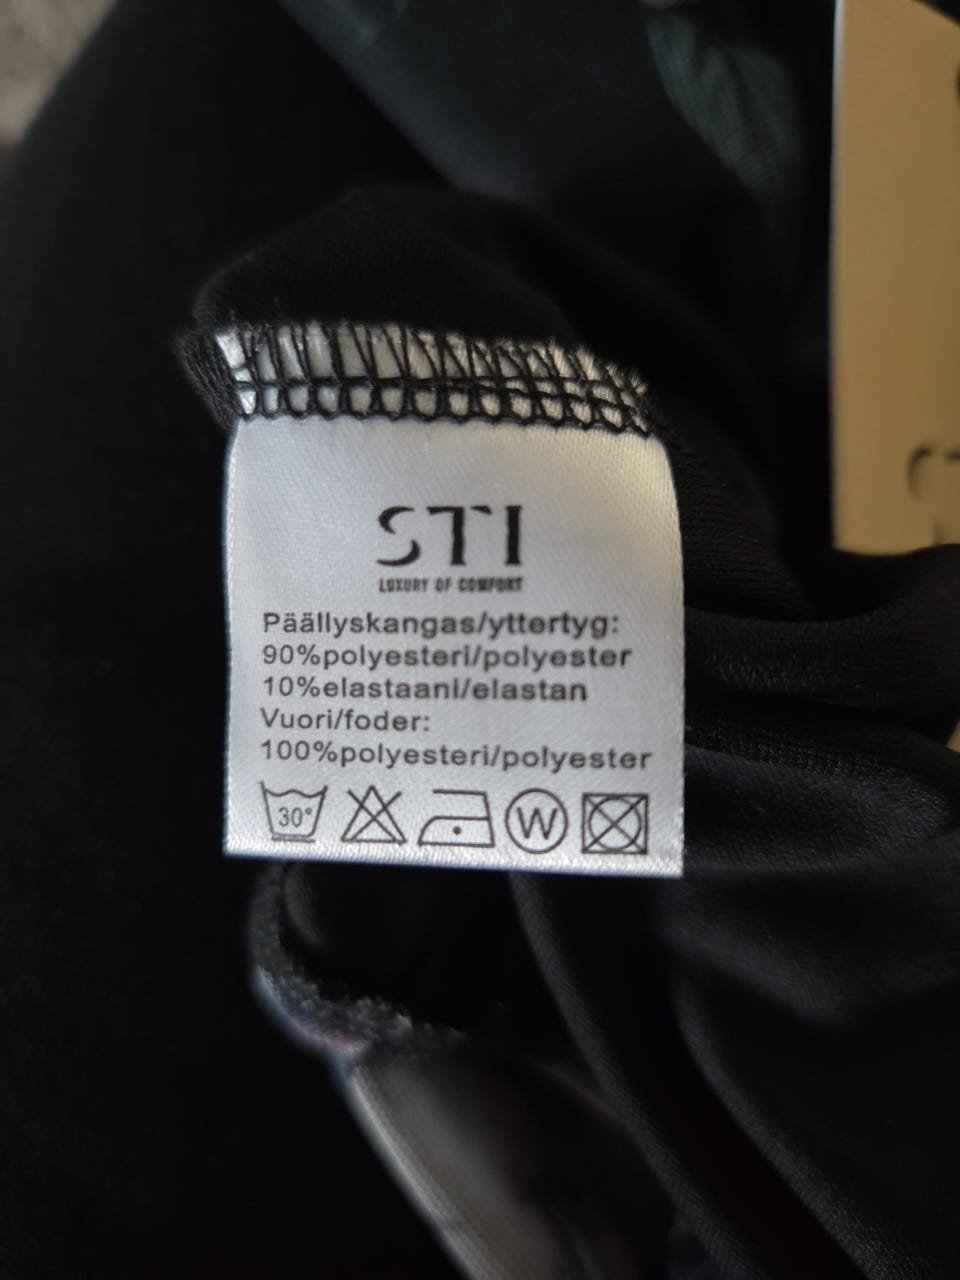 STI
LUXURY OF COMFORT
Päällyskangas/yttertyg:
90%polyesteri/polyester
10%elastaani/elastan
Vuori/foder:
100%polyesteri/polyester
30° W